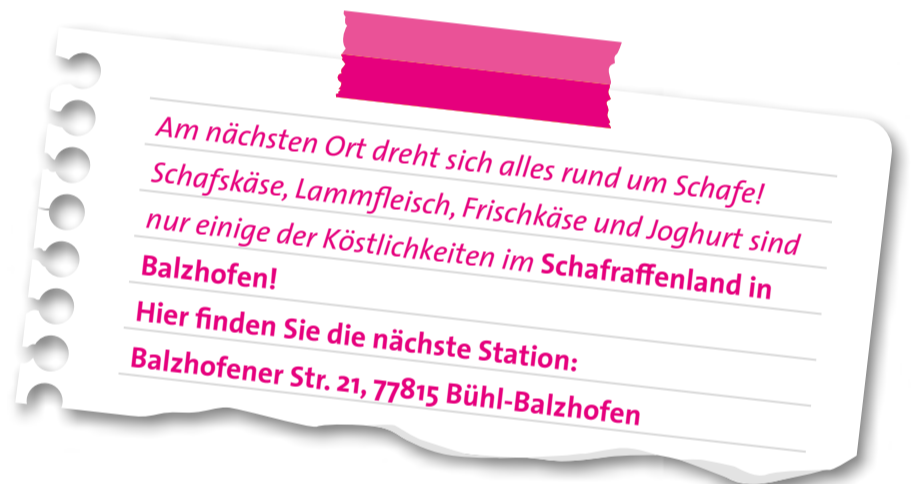 Am nächsten Ort dreht sich alles rund um Schafe!
Schafskäse, Lammfleisch, Frischkäse und Joghurt sind
nur einige der Köstlichkeiten im Schafraffenland in
Balzhofen!
Hier finden Sie die nächste Station:
Balzhofener Str. 21, 77815 Bühl-Balzhofen